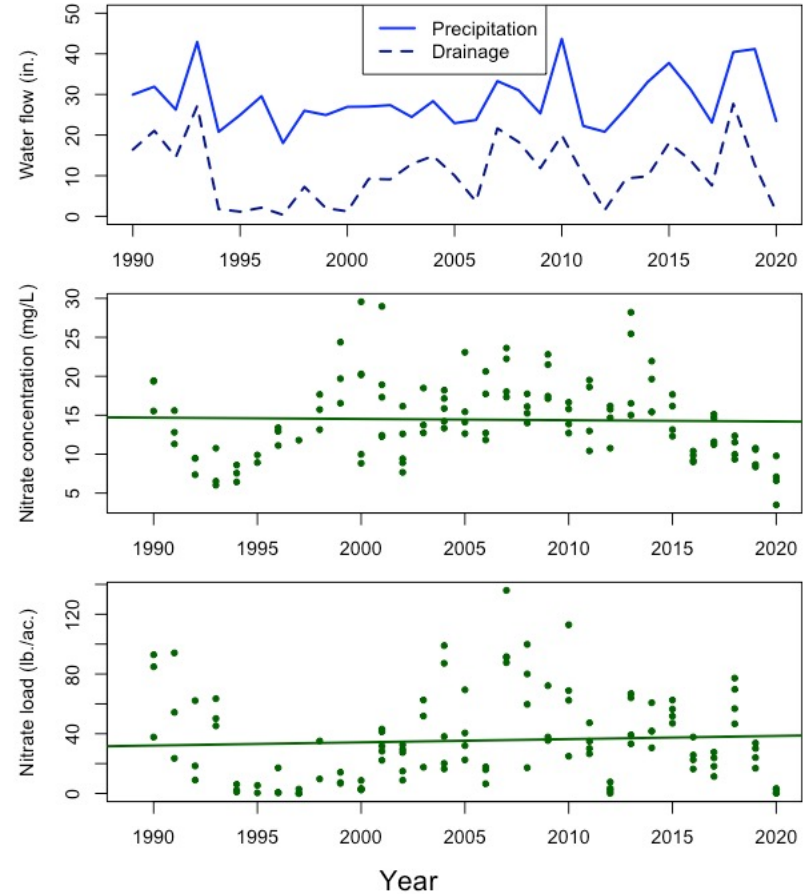 Water flow (in.)
50
40
30
20
10
0
Precipitation
Drainage
1990 1995 2000 2005 2010 2015 2020
Nitrate concentration (mg/L)
30
25
20
15
10
5
1990 1995 2000 2005 2010 2015 2020
Nitrate load (lb./ac.)
120
80
40
0
1990 1995 2000 2005 2010 2015 2020
Year